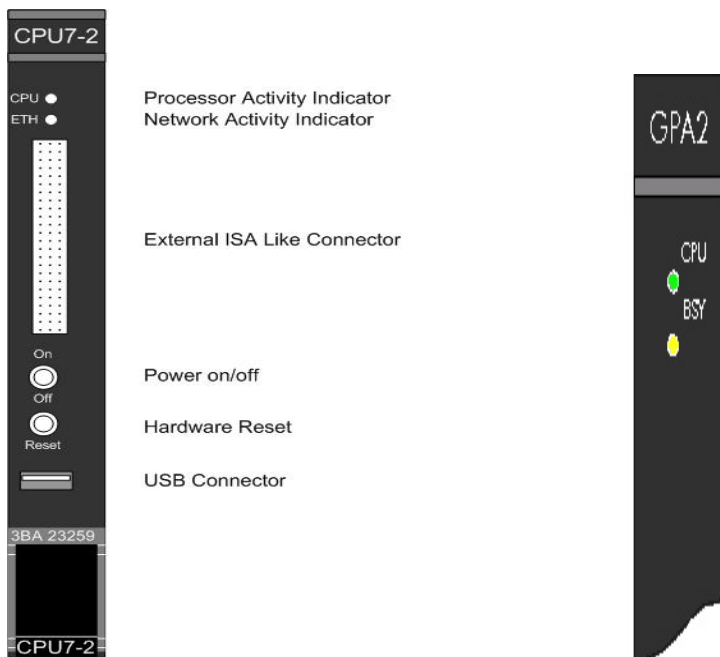 CPU7-2
CPU
Processor Activity Indicator
ETH
Network Activity Indicator
External ISA Like Connector
On
Power on/off
Off
Hardware Reset
Reset
USB Connector
3BA 23259
CPU7-2
GPA2
CPU
BSY